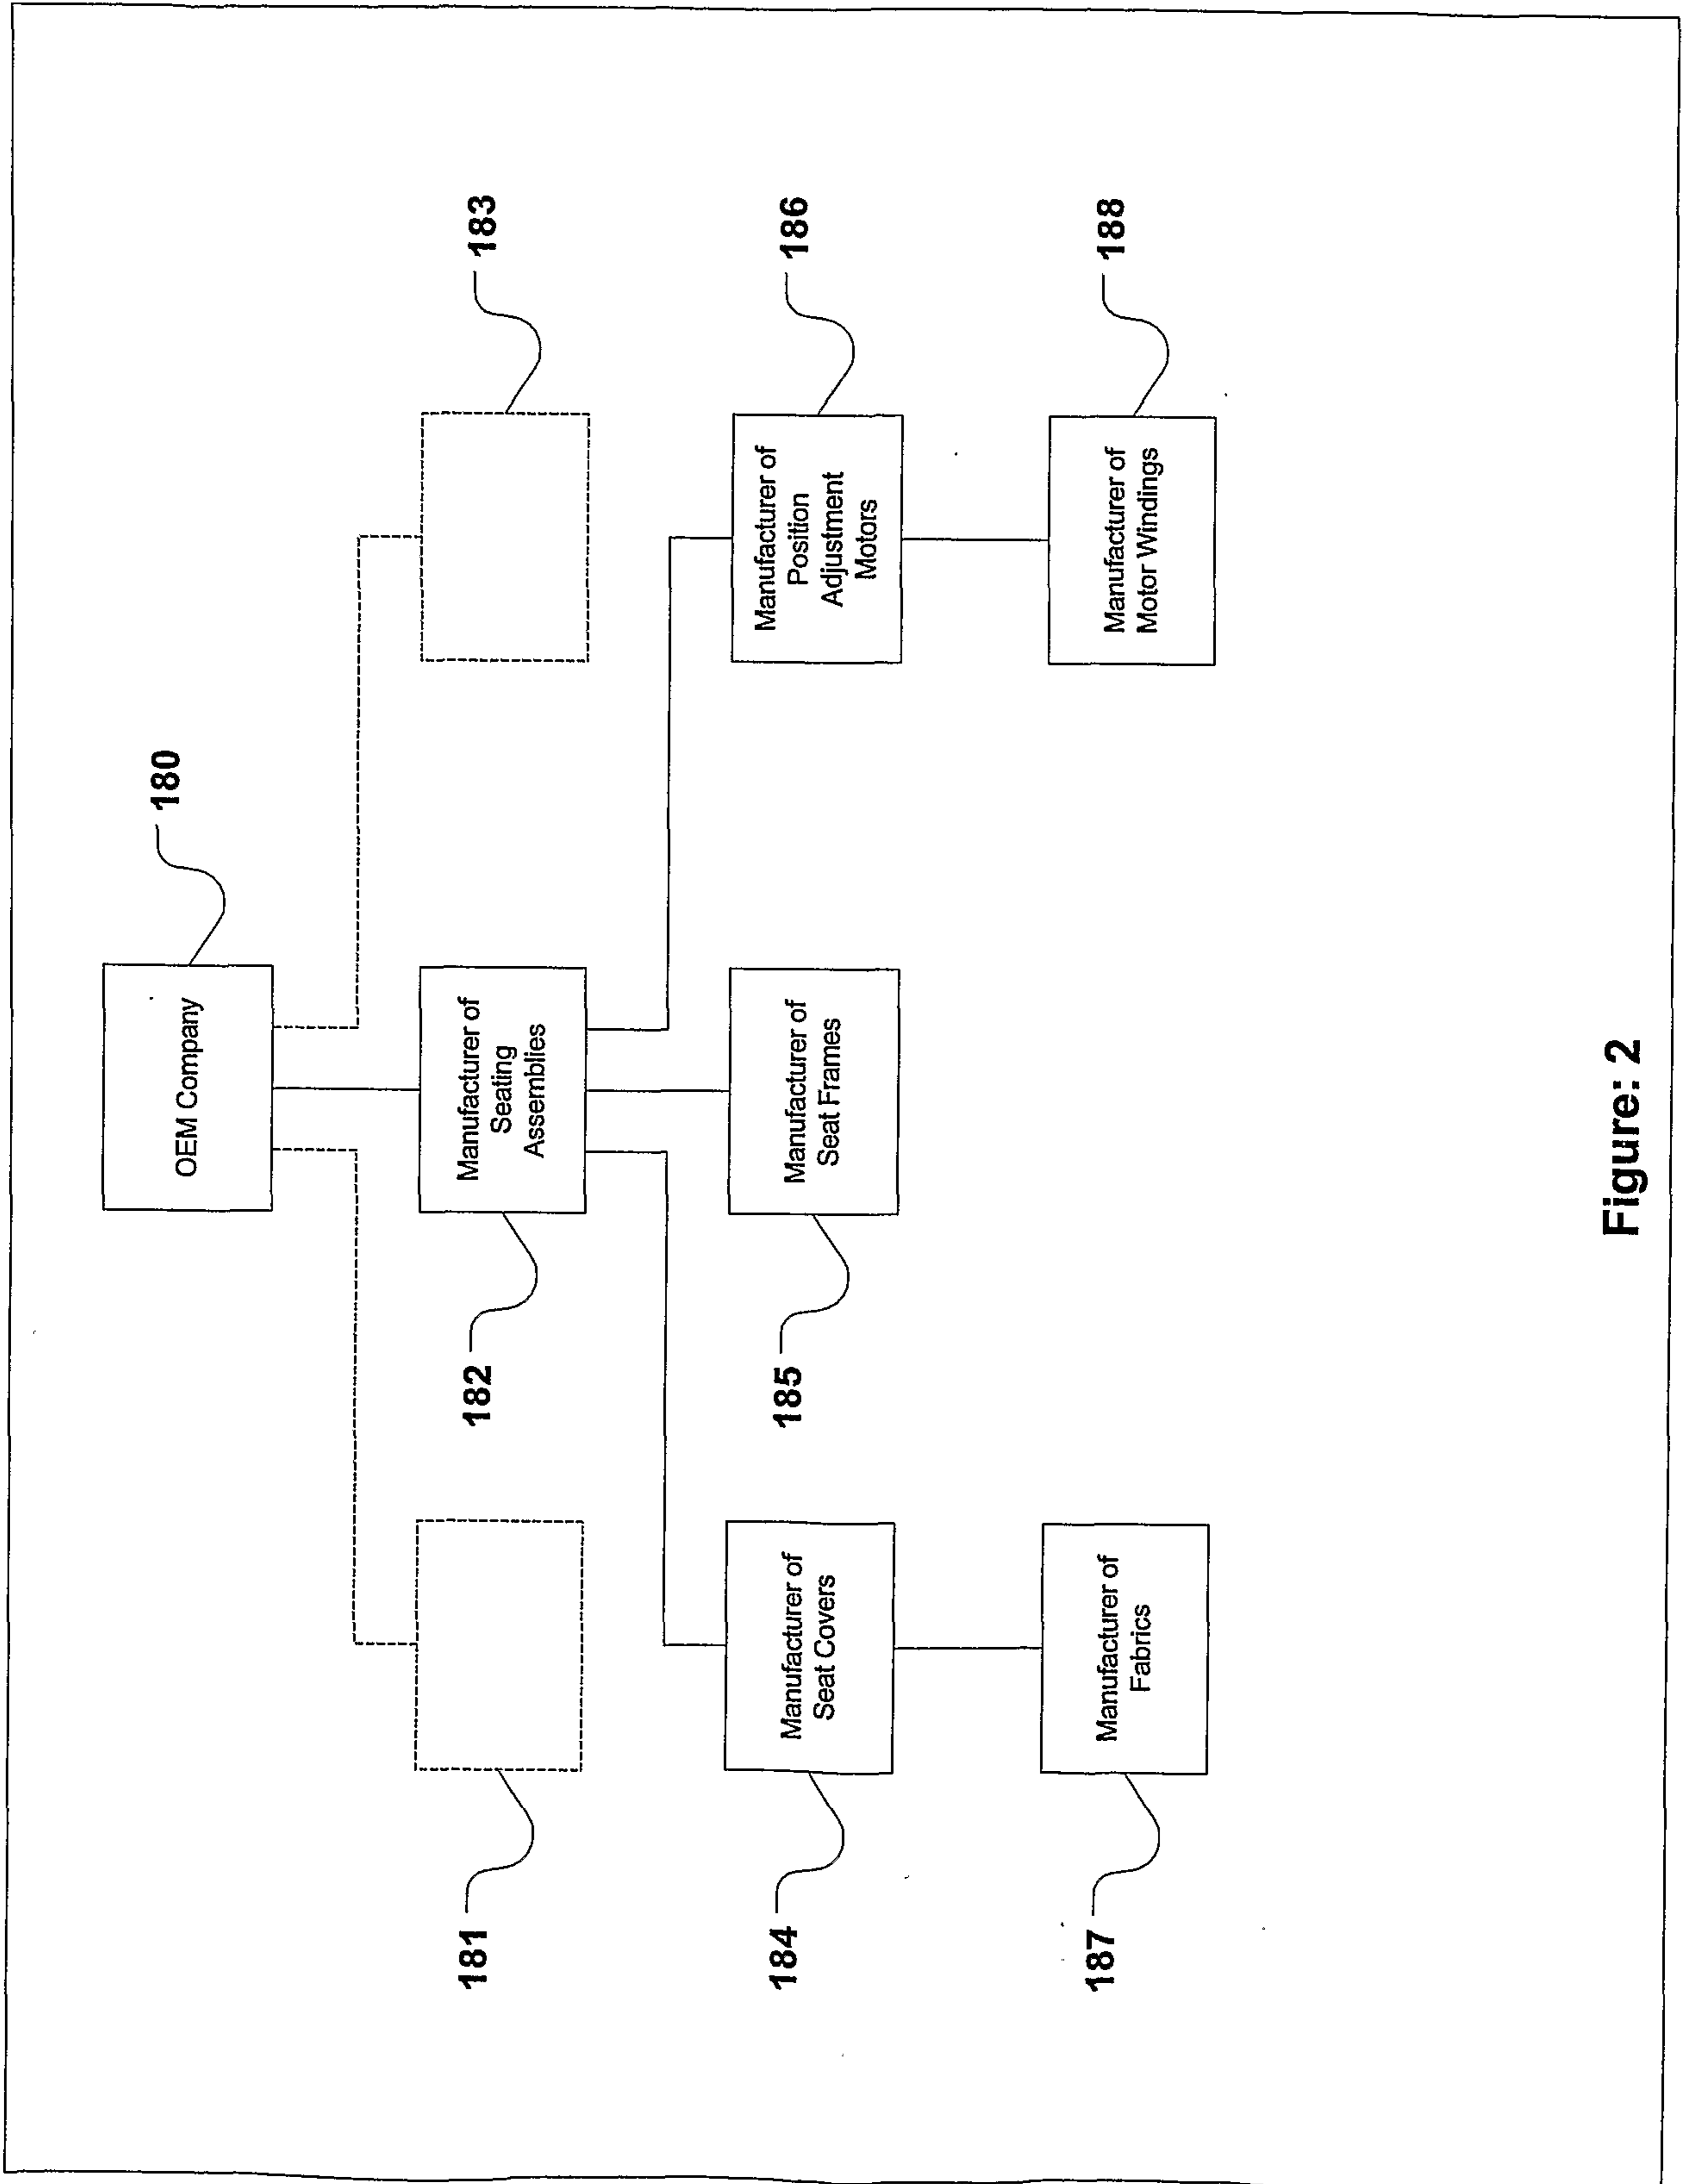 180
OEM Company
183
Manufacturer of
Seating
Assemblies
182
181
186
Manufacturer of
Position
Adjustment
Motors
Manufacturer of
Seat Frames
185
Manufacturer of
Seat Covers
184
188
Manufacturer of
Motor Windings
Manufacturer of
Fabrics
187
Figure: 2